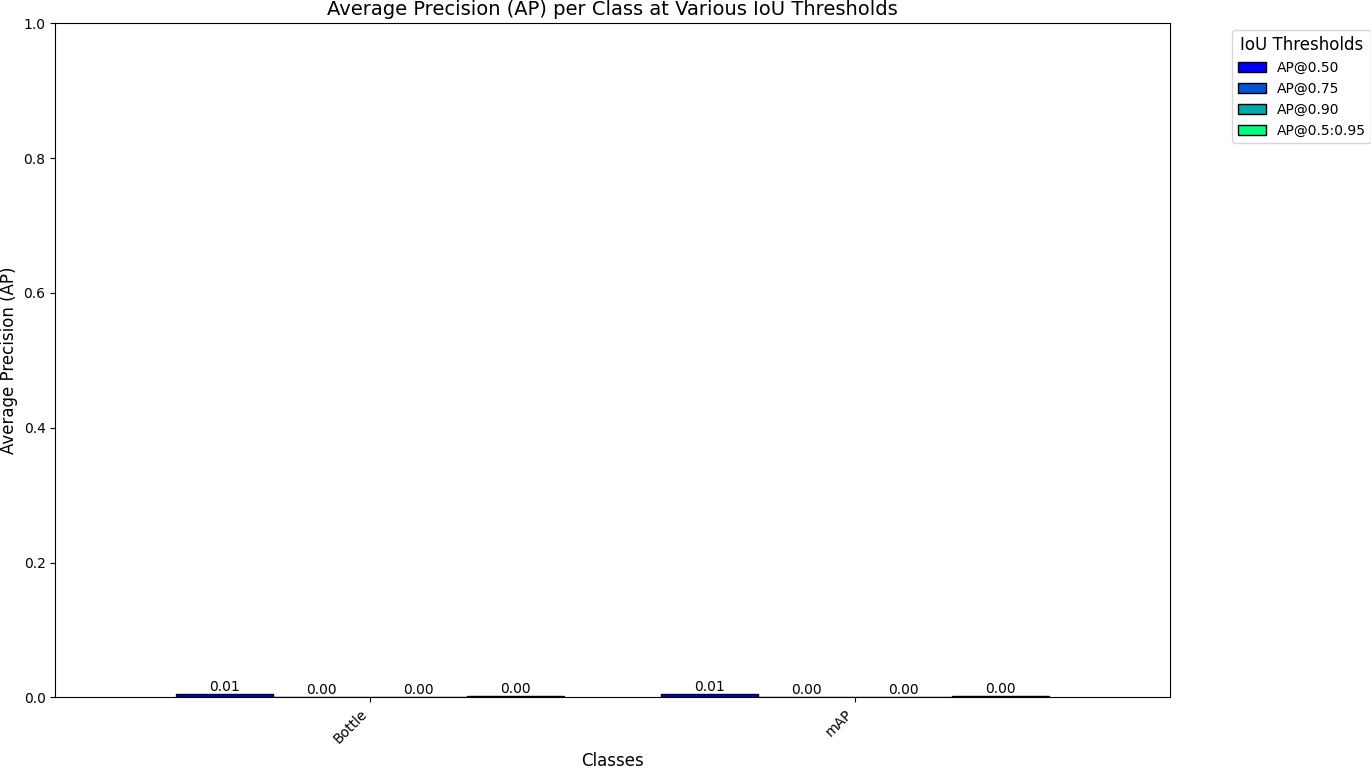 Average Precision (AP) per Class at Various IoU Thresholds
IoU Thresholds
AP@0.50
AP@0.75
AP@0.90
AP@0.5:0.95
Average Precision (AP)
1.0
0.8
0.6
0.4
0.2
0.0
0.01
0.00
0.00
0.00
0.01
0.00
0.00
0.00
Bottle
mAP
Classes